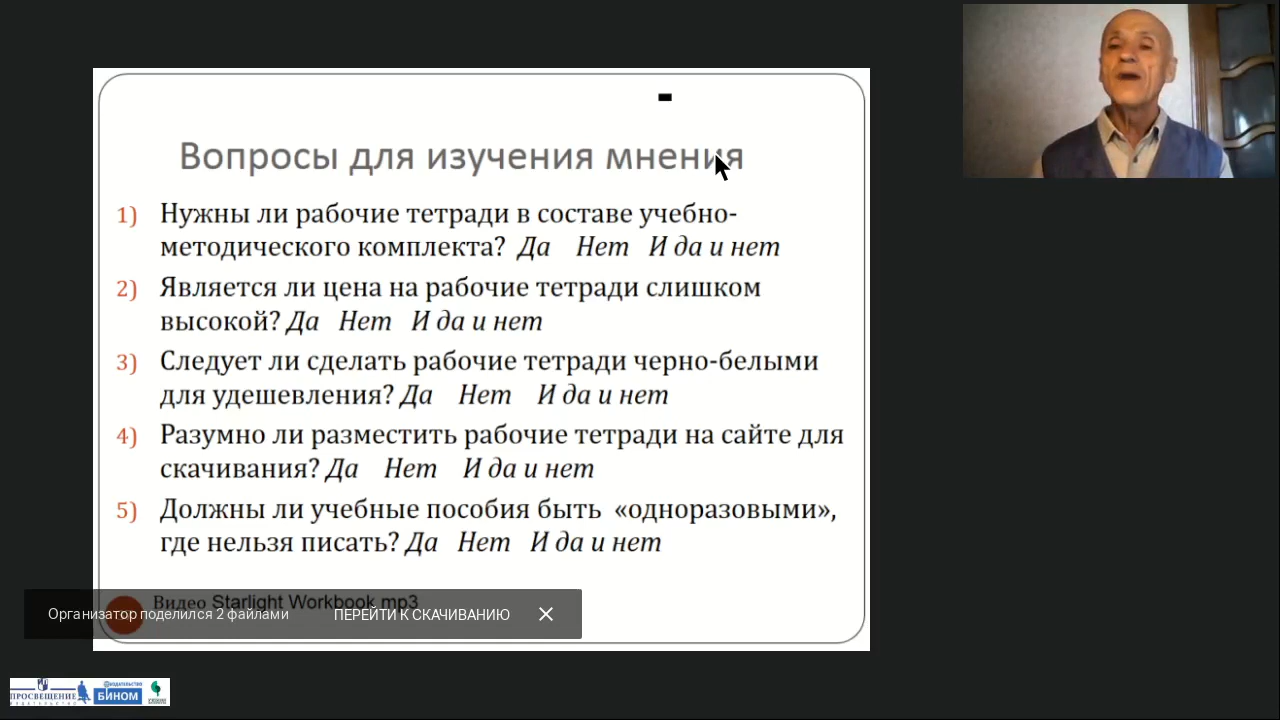 Вопросы для изучения мнения
1) Нужны ли рабочие тетради в составе учебно-
методического комплекта? Да Нет И да и нет
2) Является ли цена на рабочие тетради слишком
высокой? Да Нет И да и нет
3) Следует ли сделать рабочие тетради черно-белыми
для удешевления? Да Нет И да и нет
4) Разумно ли разместить рабочие тетради на сайте для
скачивания? Да Нет И да и нет
5) Должны ли учебные пособия быть «одноразовыми»,
где нельзя писать? Да Нет И да и нет
Видео Starlight Workbook mp3
Организатор поделился 2 файлами ПЕРЕЙТИ К СКАЧИВАНИЮ
ПРОСВЕЩЕНИЕ
ИЗДАТЕЛЬСТВО
БИНОМ